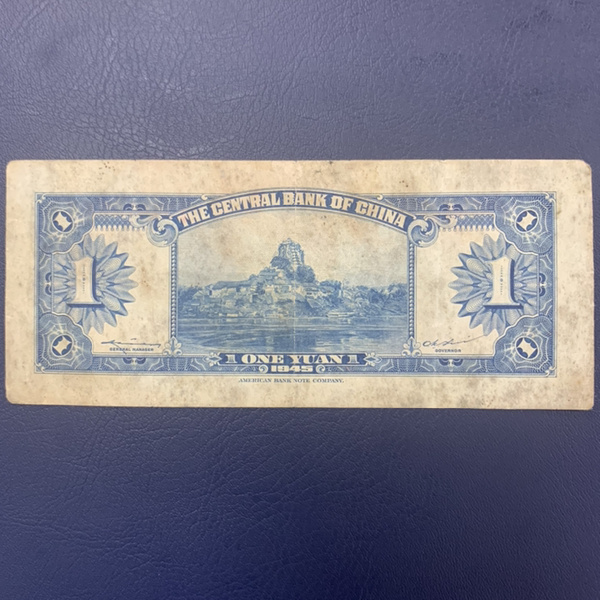 THE CENTRAL BANK OF CHINA
1
1
GENERAL MANAGER
GOVERNOR
1 ONE YUAN 1
1945
AMERICAN BANK NOTE COMPANY.